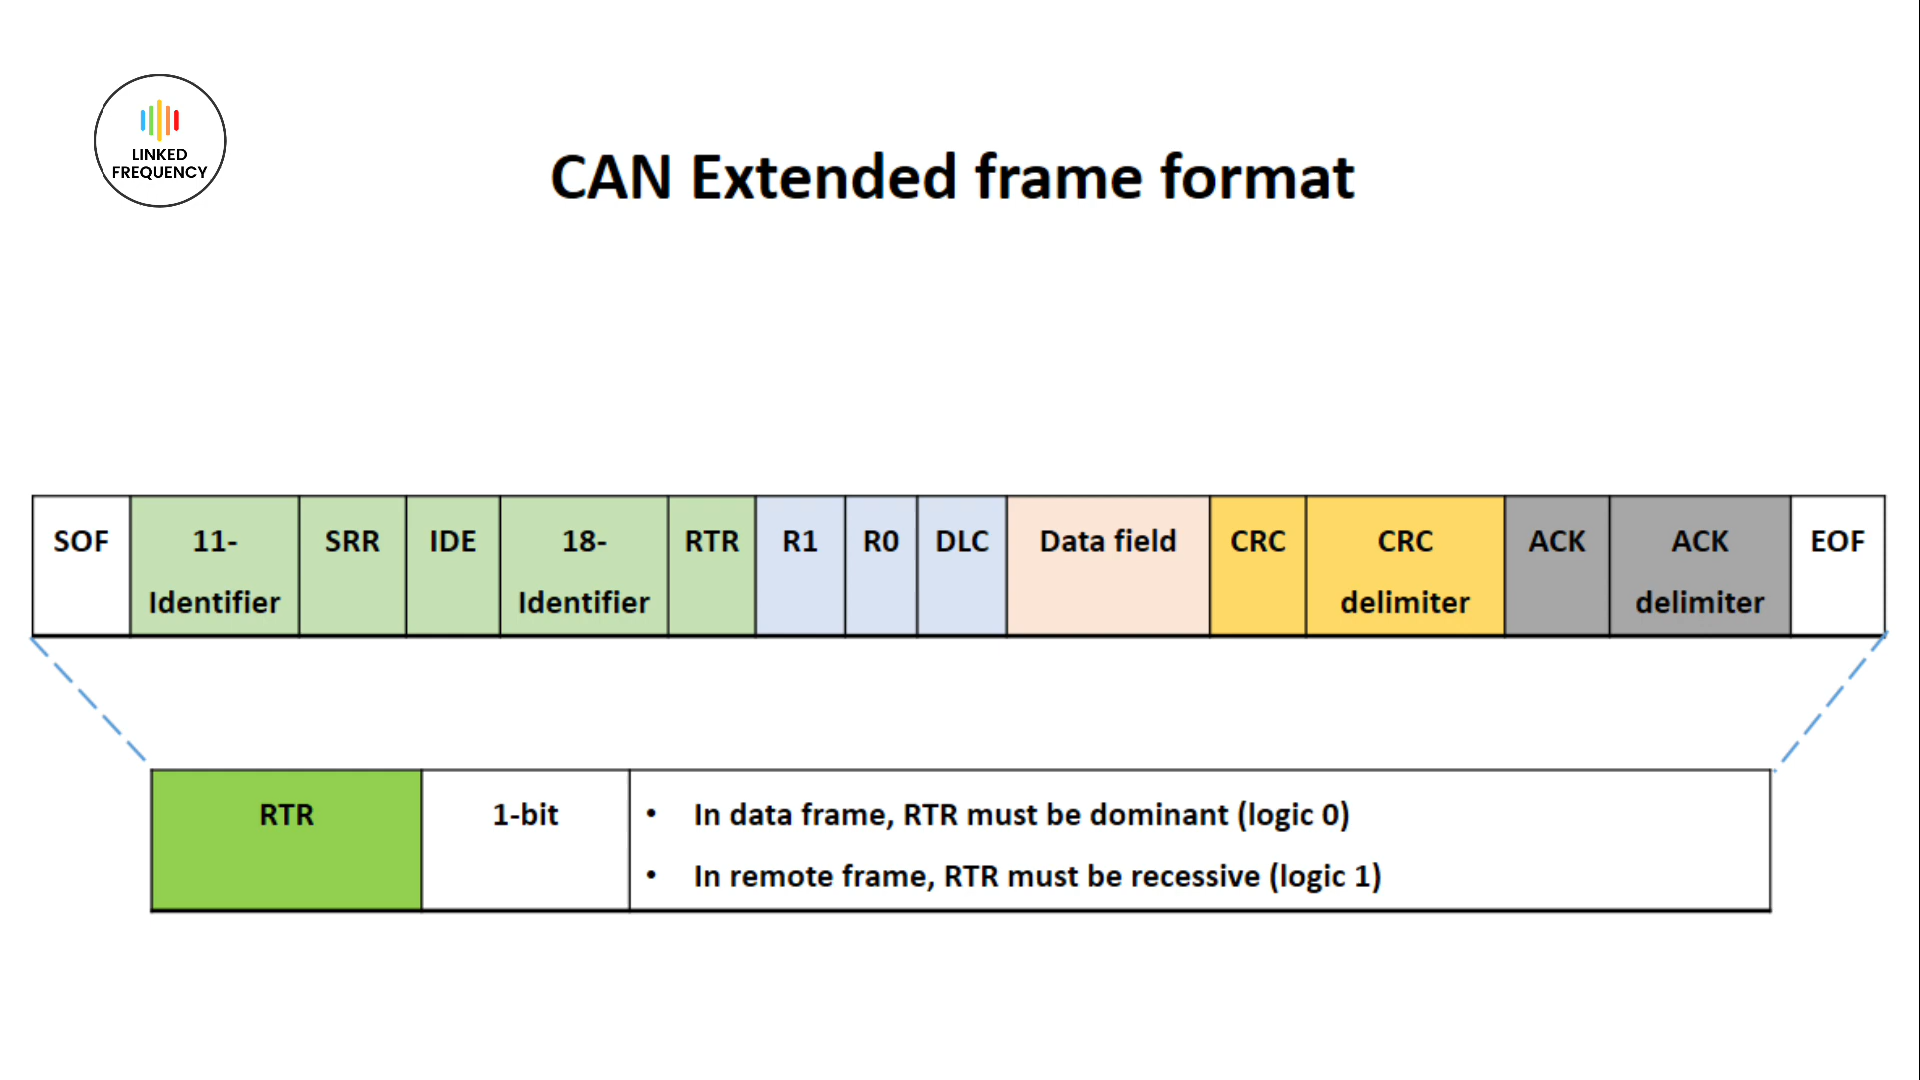 LINKED
FREQUENCY
CAN Extended frame format
SOF
11-
Identifier
SRR
IDE
18-
Identifier
RTR
R1
R0
DLC
Data field
CRC
CRC
delimiter
ACK
ACK
delimiter
EOF
RTR
1-bit
• In data frame, RTR must be dominant (logic 0)
• In remote frame, RTR must be recessive (logic 1)